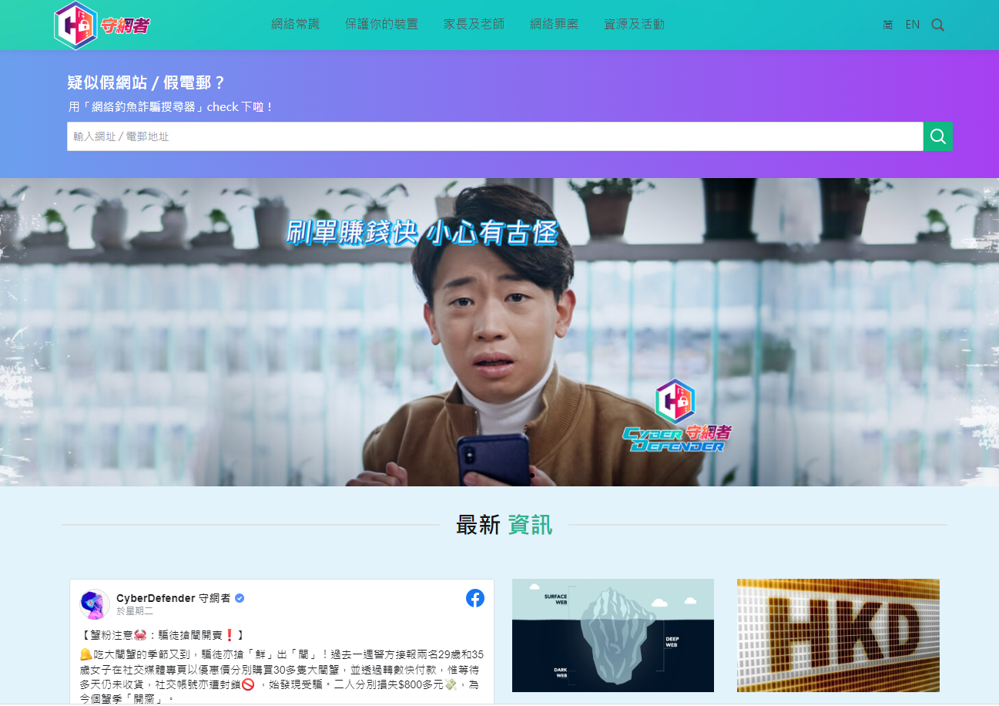 守網者
網絡常識
保護你的裝置
家長及老師
網絡罪案
資源及活動
简
EN
疑似假網站 / 假電郵？
用「網絡釣魚詐騙搜尋器」check 下啦！
輸入網址 / 電郵地址
刷單賺錢快 小心有古怪
CYBER 守網者
DEFENDER
最新 資訊
CyberDefender 守網者
於星期二
【蟹粉注意🦀：騙徒搶閘開賣❗】
🔔吃大閘蟹的季節又到，騙徒亦搶「鮮」出「閘」！過去一週警方接報兩名29歲和35
歲女子在社交媒體專頁以優惠價分別購買30多隻大閘蟹，並透過轉數快付款，惟等待
多天仍未收貨，社交帳號亦遭封鎖🚫 ，始發現受騙。二人分別損失$800多元💸，為
今個蟹季「開齋」。
SURFACE
WEB
DEEP
WEB
DARK
WEB
HKD